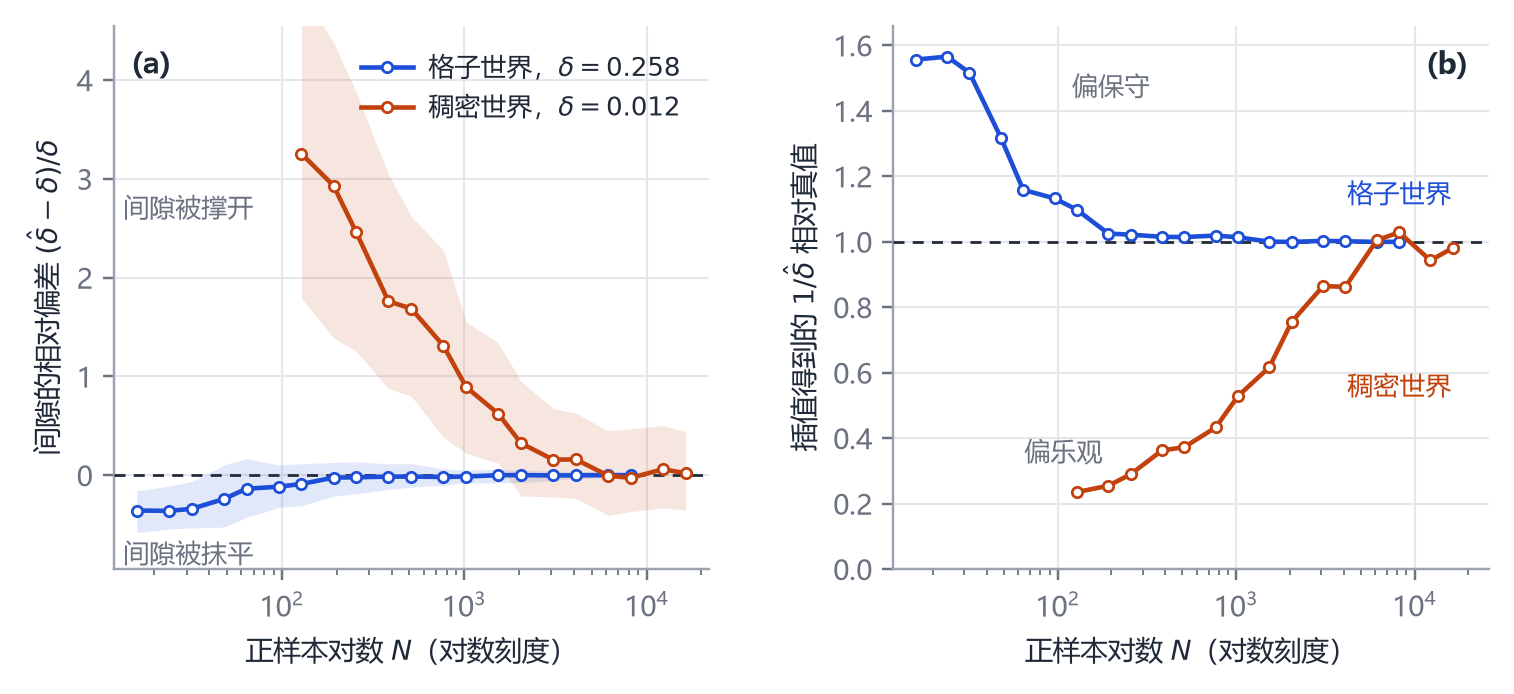 (a)
格子世界，δ = 0.258
稠密世界，δ = 0.012
间隙被撑开
间隙被抹平
间隙的相对偏差 (δ̂ − δ)/δ
4
3
2
1
0
10² 10³ 10⁴
正样本对数 N（对数刻度）
(b)
偏保守
格子世界
稠密世界
偏乐观
插值得到的 1/δ̂ 相对真值
1.6
1.4
1.2
1.0
0.8
0.6
0.4
0.2
0.0
10² 10³ 10⁴
正样本对数 N（对数刻度）